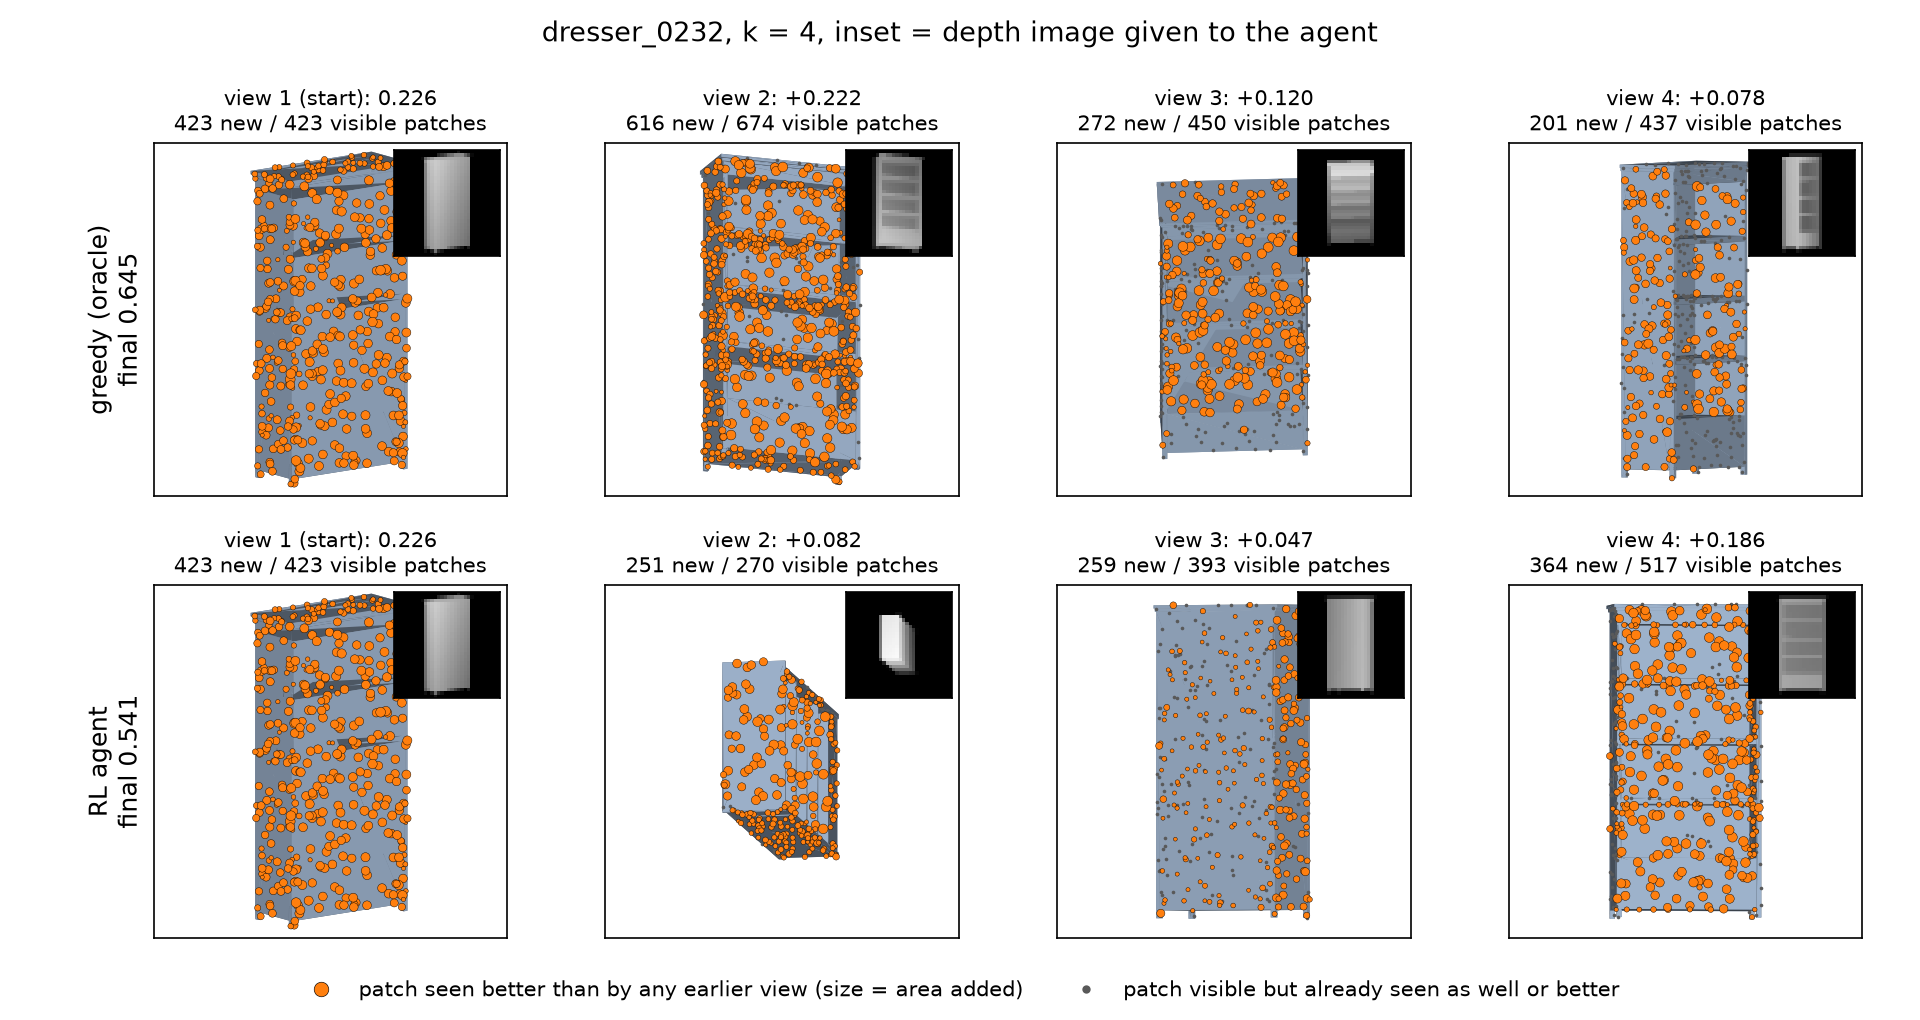 dresser_0232, k = 4, inset = depth image given to the agent
greedy (oracle)
final 0.645
view 1 (start): 0.226
423 new / 423 visible patches
view 2: +0.222
616 new / 674 visible patches
view 3: +0.120
272 new / 450 visible patches
view 4: +0.078
201 new / 437 visible patches
RL agent
final 0.541
view 1 (start): 0.226
423 new / 423 visible patches
view 2: +0.082
251 new / 270 visible patches
view 3: +0.047
259 new / 393 visible patches
view 4: +0.186
364 new / 517 visible patches
patch seen better than by any earlier view (size = area added)
patch visible but already seen as well or better